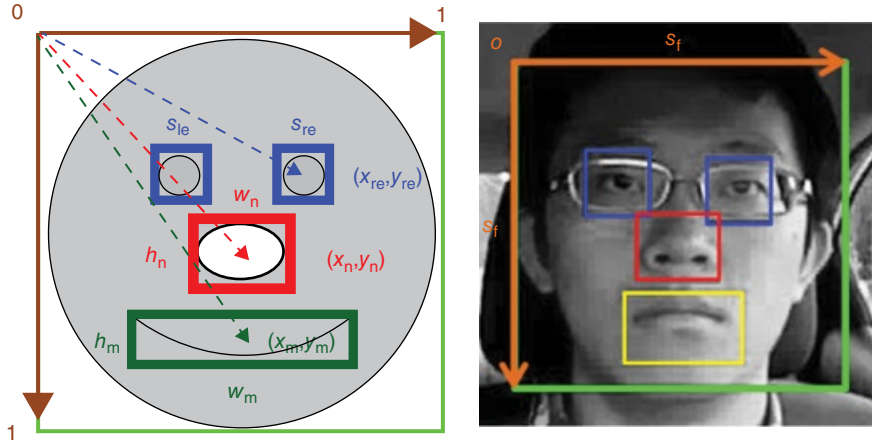 0
1
s_le
s_re
(x_re,y_re)
w_n
h_n
(x_n,y_n)
h_m
(x_m,y_m)
w_m
1
o
s_f
s_f